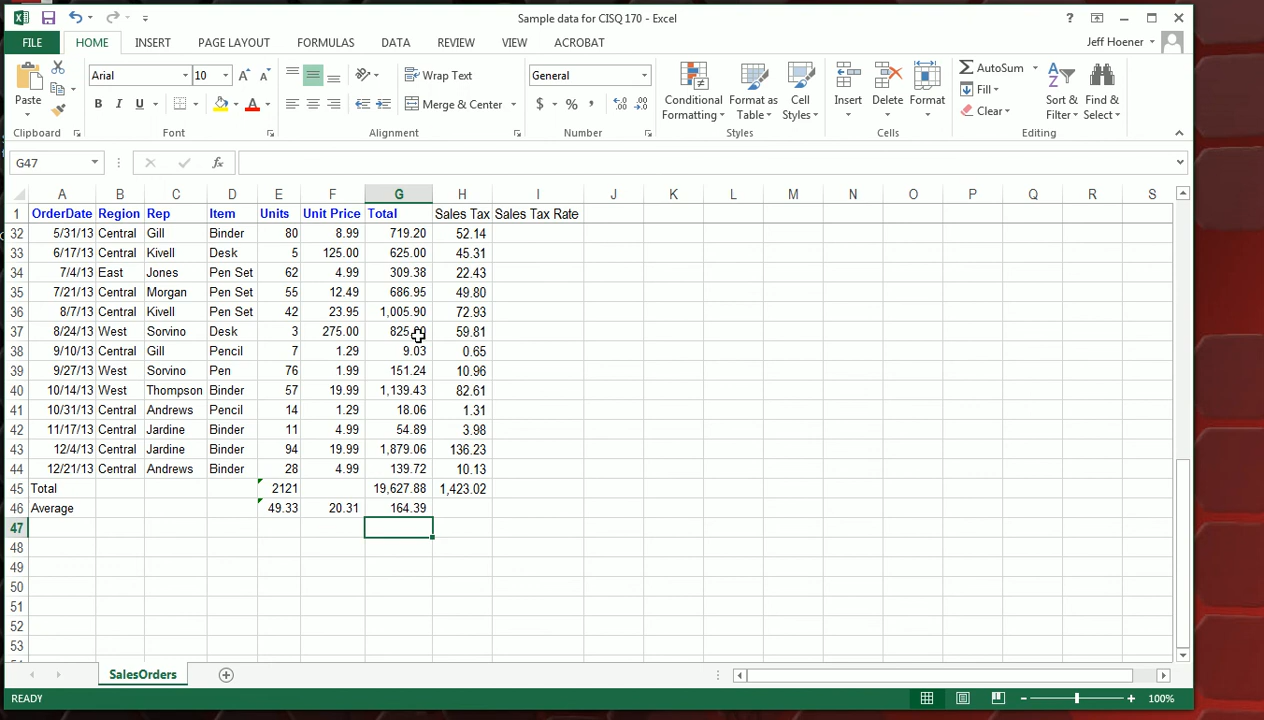 Sample data for CISQ 170 - Excel
?
FILE HOME INSERT PAGE LAYOUT FORMULAS DATA REVIEW VIEW ACROBAT Jeff Hoener
Paste Arial 10 Wrap Text General Conditional Formatting Format as Table Cell Styles Insert Delete Format AutoSum Fill Clear Sort & Filter Find & Select
B I U A Merge & Center $ % ,
Clipboard Font Alignment Number Styles Cells Editing
G47 fx
A B C D E F G H I J K L M N O P Q R S
1 OrderDate Region Rep Item Units Unit Price Total Sales Tax Sales Tax Rate
32 5/31/13 Central Gill Binder 80 8.99 719.20 52.14
33 6/17/13 Central Kivell Desk 5 125.00 625.00 45.31
34 7/4/13 East Jones Pen Set 62 4.99 309.38 22.43
35 7/21/13 Central Morgan Pen Set 55 12.49 686.95 49.80
36 8/7/13 Central Kivell Pen Set 42 23.95 1,005.90 72.93
37 8/24/13 West Sorvino Desk 3 275.00 825.00 59.81
38 9/10/13 Central Gill Pencil 7 1.29 9.03 0.65
39 9/27/13 West Sorvino Pen 76 1.99 151.24 10.96
40 10/14/13 West Thompson Binder 57 19.99 1,139.43 82.61
41 10/31/13 Central Andrews Pencil 14 1.29 18.06 1.31
42 11/17/13 Central Jardine Binder 11 4.99 54.89 3.98
43 12/4/13 Central Jardine Binder 94 19.99 1,879.06 136.23
44 12/21/13 Central Andrews Binder 28 4.99 139.72 10.13
45 Total 2121 19,627.88 1,423.02
46 Average 49.33 20.31 164.39
47
48
49
50
51
52
53
SalesOrders
READY 100%